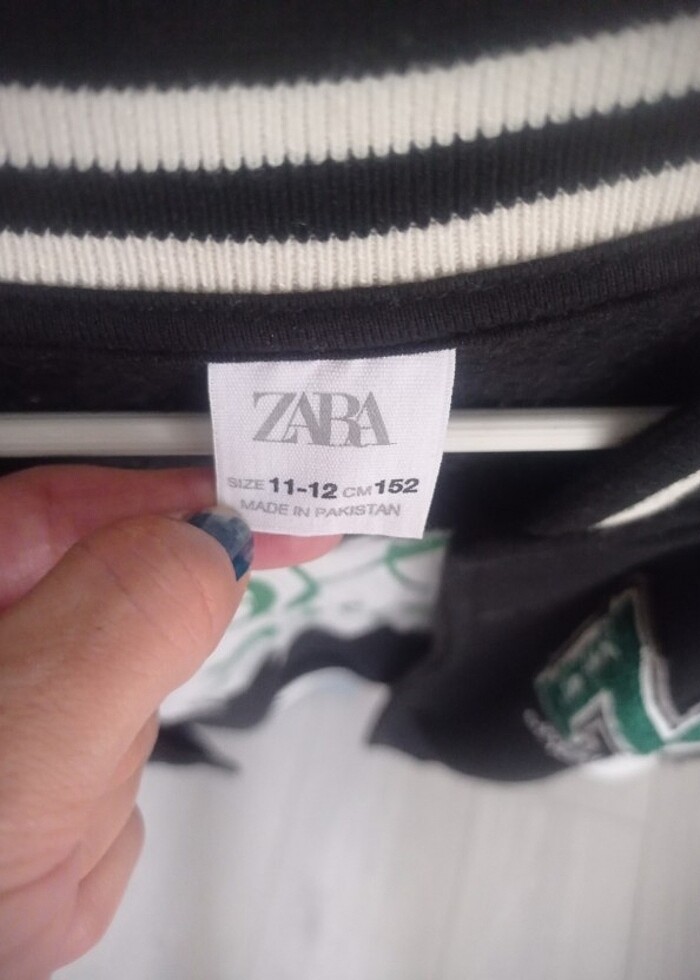 ZARA
SIZE 11-12 CM 152
MADE IN PAKISTAN